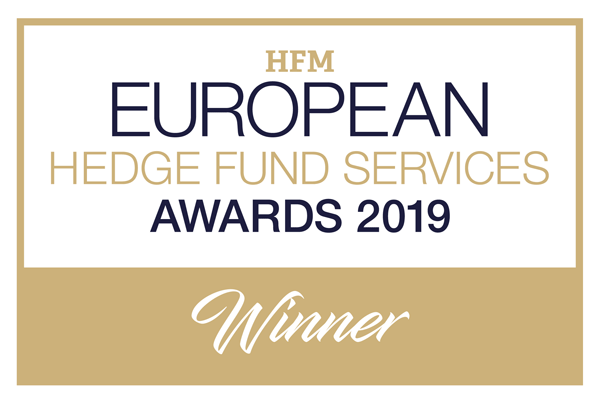 HFM
EUROPEAN
HEDGE FUND SERVICES
AWARDS 2019
Winner